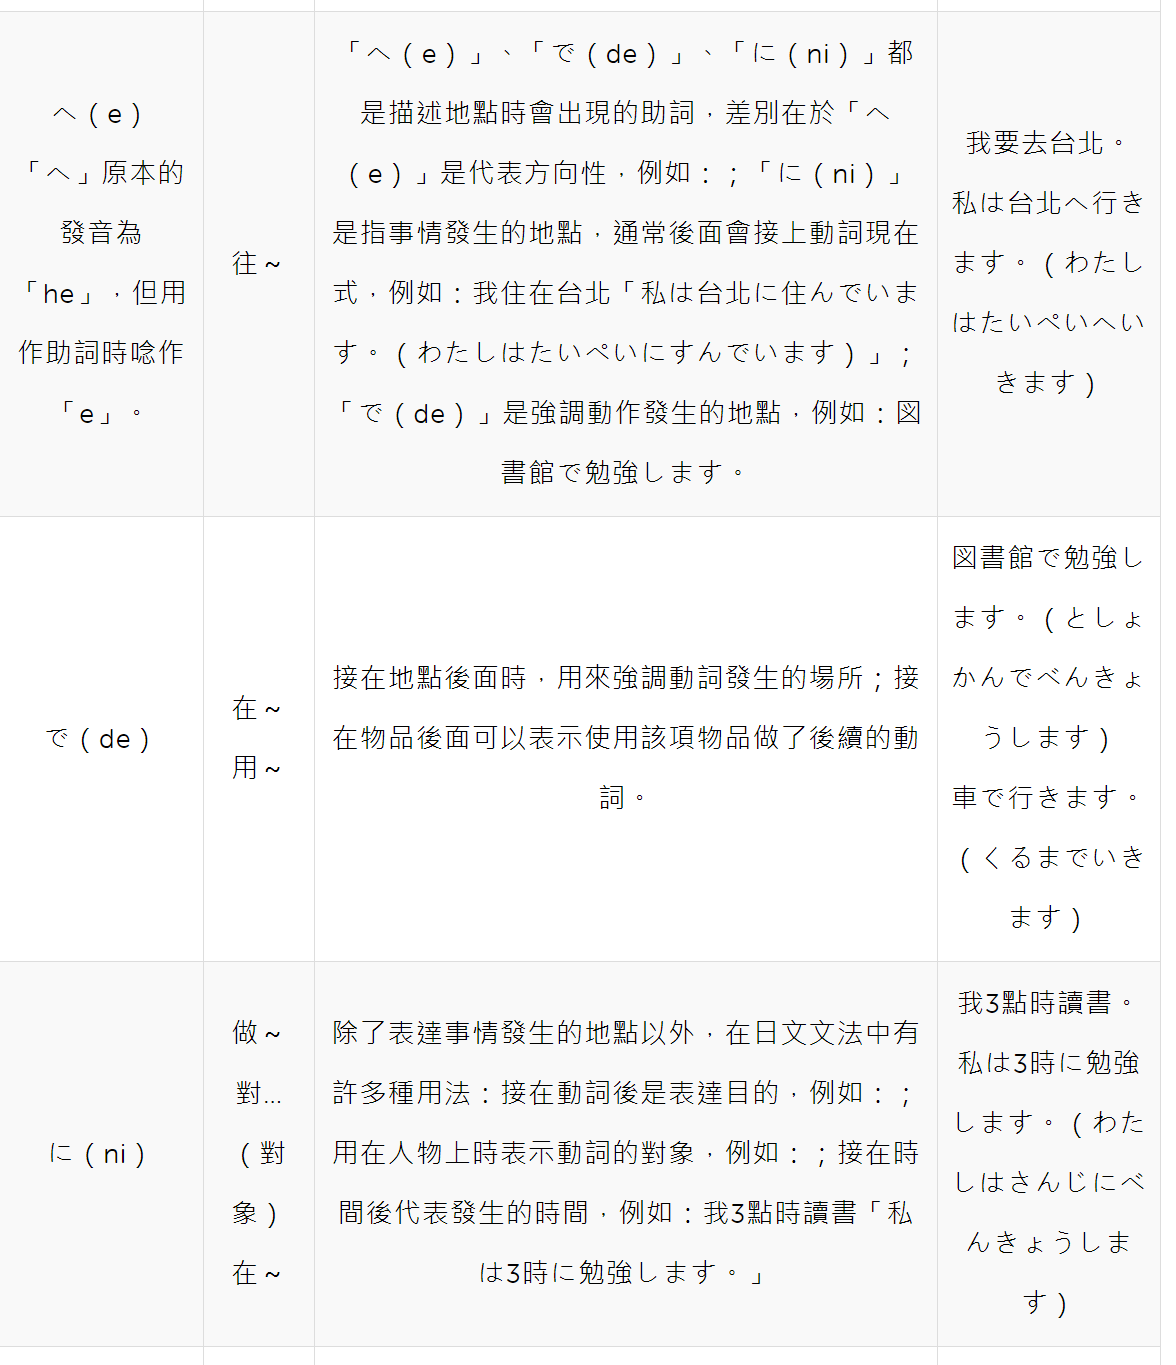 へ（e）
「へ」原本的
發音為
「he」，但用
作助詞時唸作
「e」。
往～
「へ（e）」、「で（de）」、「に（ni）」都
是描述地點時會出現的助詞，差別在於「へ
（e）」是代表方向性，例如：；「に（ni）」
是指事情發生的地點，通常後面會接上動詞現在
式，例如：我住在台北「私は台北に住んでいま
す。（わたしはたいぺいにすんでいます）」；
「で（de）」是強調動作發生的地點，例如：図
書館で勉強します。
我要去台北。
私は台北へ行き
ます。（わたし
はたいぺいへい
きます）
で（de）
在～
用～
接在地點後面時，用來強調動詞發生的場所；接
在物品後面可以表示使用該項物品做了後續的動
詞。
図書館で勉強し
ます。（としょ
かんでべんきょ
うします）
車で行きます。
（くるまでいき
ます）
に（ni）
做～
對...
（對
象）
在～
除了表達事情發生的地點以外，在日文文法中有
許多種用法：接在動詞後是表達目的，例如：；
用在人物上時表示動詞的對象，例如：；接在時
間後代表發生的時間，例如：我3點時讀書「私
は3時に勉強します。」
我3點時讀書。
私は3時に勉強
します。（わた
しはさんじにべ
んきょうしま
す）